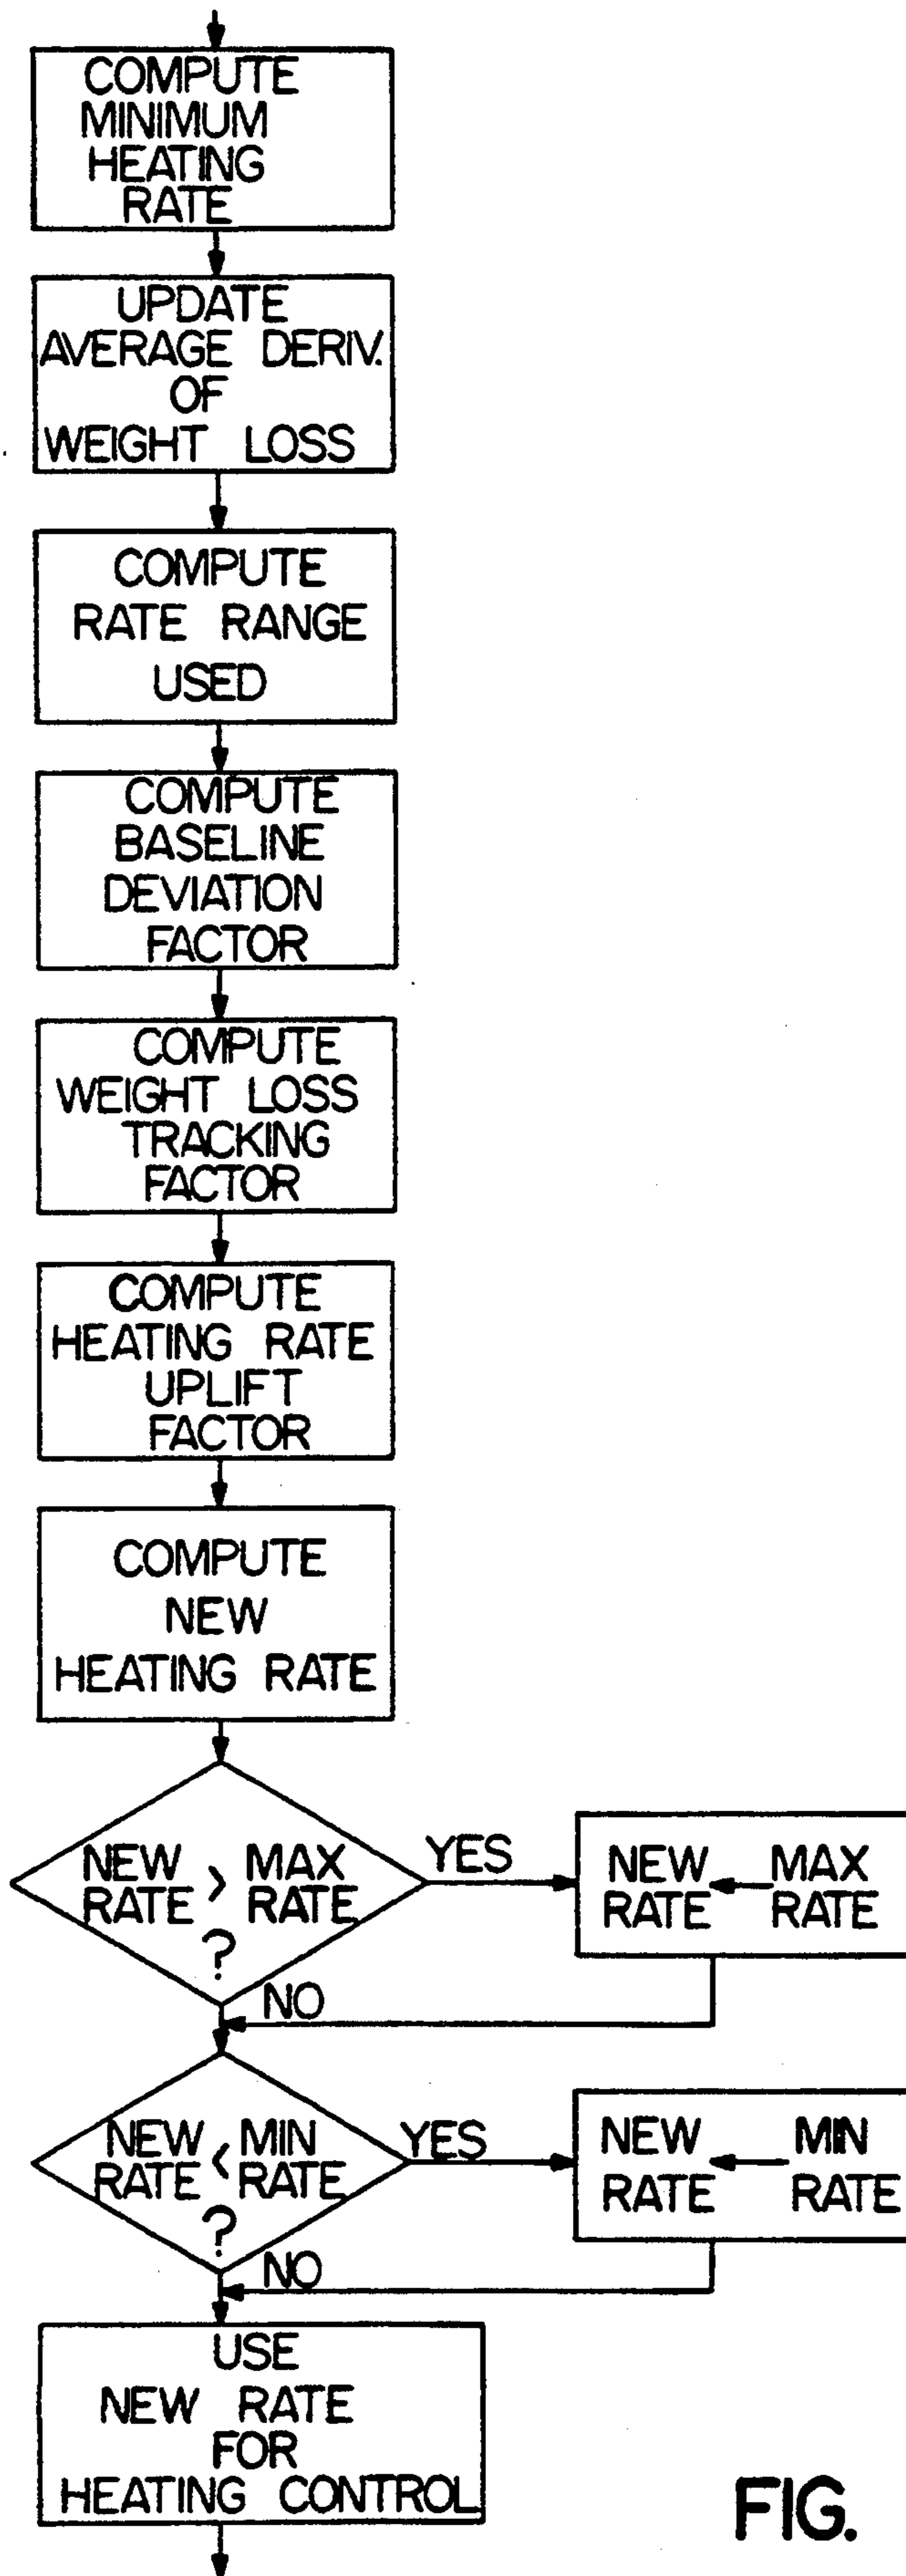 COMPUTE
MINIMUM
HEATING
RATE
UPDATE
AVERAGE DERIV.
OF
WEIGHT LOSS
COMPUTE
RATE RANGE
USED
COMPUTE
BASELINE
DEVIATION
FACTOR
COMPUTE
WEIGHT LOSS
TRACKING
FACTOR
COMPUTE
HEATING RATE
UPLIFT
FACTOR
COMPUTE
NEW
HEATING RATE
NEW RATE > MAX RATE
?
YES
NEW RATE ← MAX RATE
NO
NEW RATE < MIN RATE
?
YES
NEW RATE ← MIN RATE
NO
USE
NEW RATE
FOR
HEATING CONTROL
FIG.